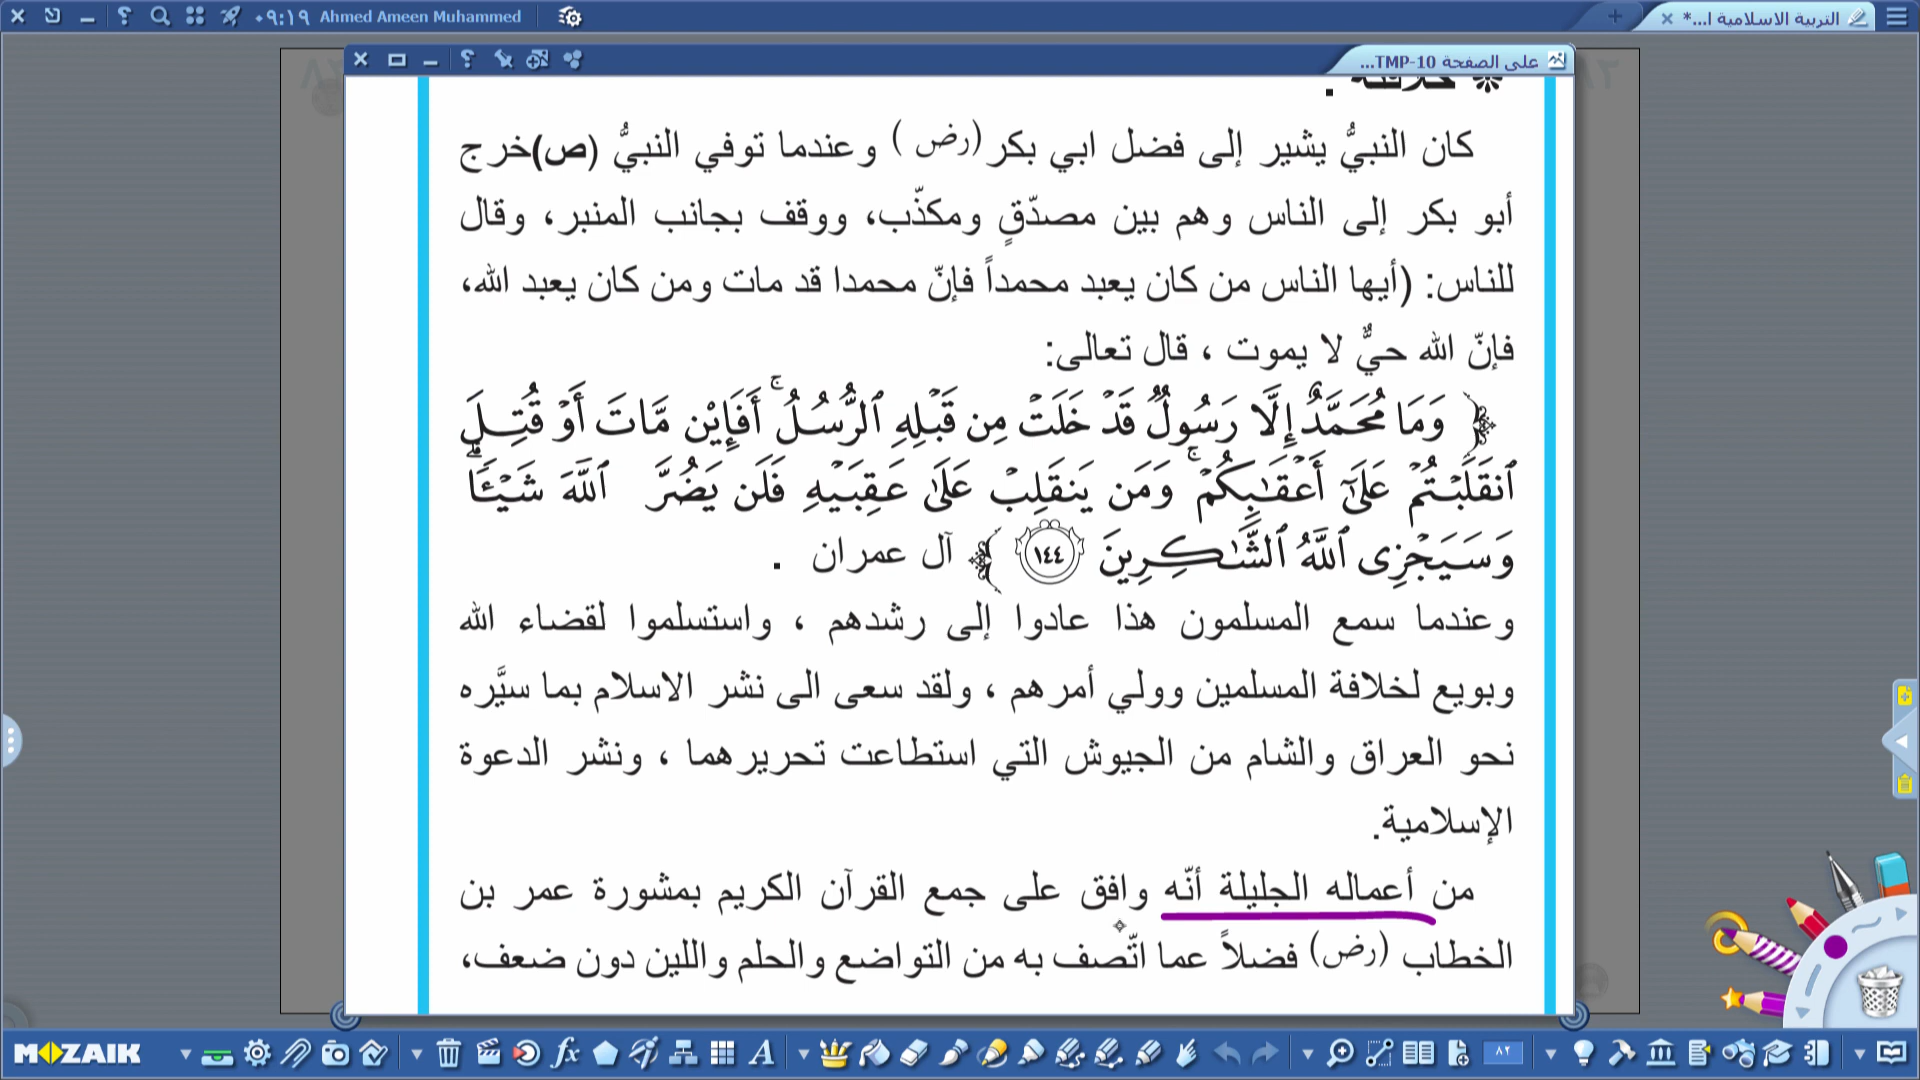 التربية الاسلامية ا...*
Ahmed Ameen Muhammed
٠٩:١٩
على الصفحة TMP-10...
* خلافته .
كان النبيُّ يشير إلى فضل ابي بكر (رض) وعندما توفي النبيُّ (ص) خرج
أبو بكر إلى الناس وهم بين مصدّقٍ ومكذّب، ووقف بجانب المنبر، وقال
للناس: (أيها الناس من كان يعبد محمداً فإنّ محمدا قد مات ومن كان يعبد الله،
فإنّ الله حيٌّ لا يموت ، قال تعالى:
﴿ وَمَا مُحَمَّدٌ إِلَّا رَسُولٌ قَدْ خَلَتْ مِن قَبْلِهِ ٱلرُّسُلُ ۚ أَفَإِيْن مَّاتَ أَوْ قُتِلَ
ٱنقَلَبْتُمْ عَلَىٰٓ أَعْقَٰبِكُمْ ۚ وَمَن يَنقَلِبْ عَلَىٰ عَقِبَيْهِ فَلَن يَضُرَّ ٱللَّهَ شَيْـًٔا ۗ
وَسَيَجْزِى ٱللَّهُ ٱلشَّٰكِرِينَ ١٤٤ ﴾ آل عمران .
وعندما سمع المسلمون هذا عادوا إلى رشدهم ، واستسلموا لقضاء الله
وبويع لخلافة المسلمين وولي أمرهم ، ولقد سعى الى نشر الاسلام بما سيَّره
نحو العراق والشام من الجيوش التي استطاعت تحريرهما ، ونشر الدعوة
الإسلامية.
من أعماله الجليلة أنّه وافق على جمع القرآن الكريم بمشورة عمر بن
الخطاب (رض) فضلاً عما اتّصف به من التواضع والحلم واللين دون ضعف،
MOZAIK
٨٢